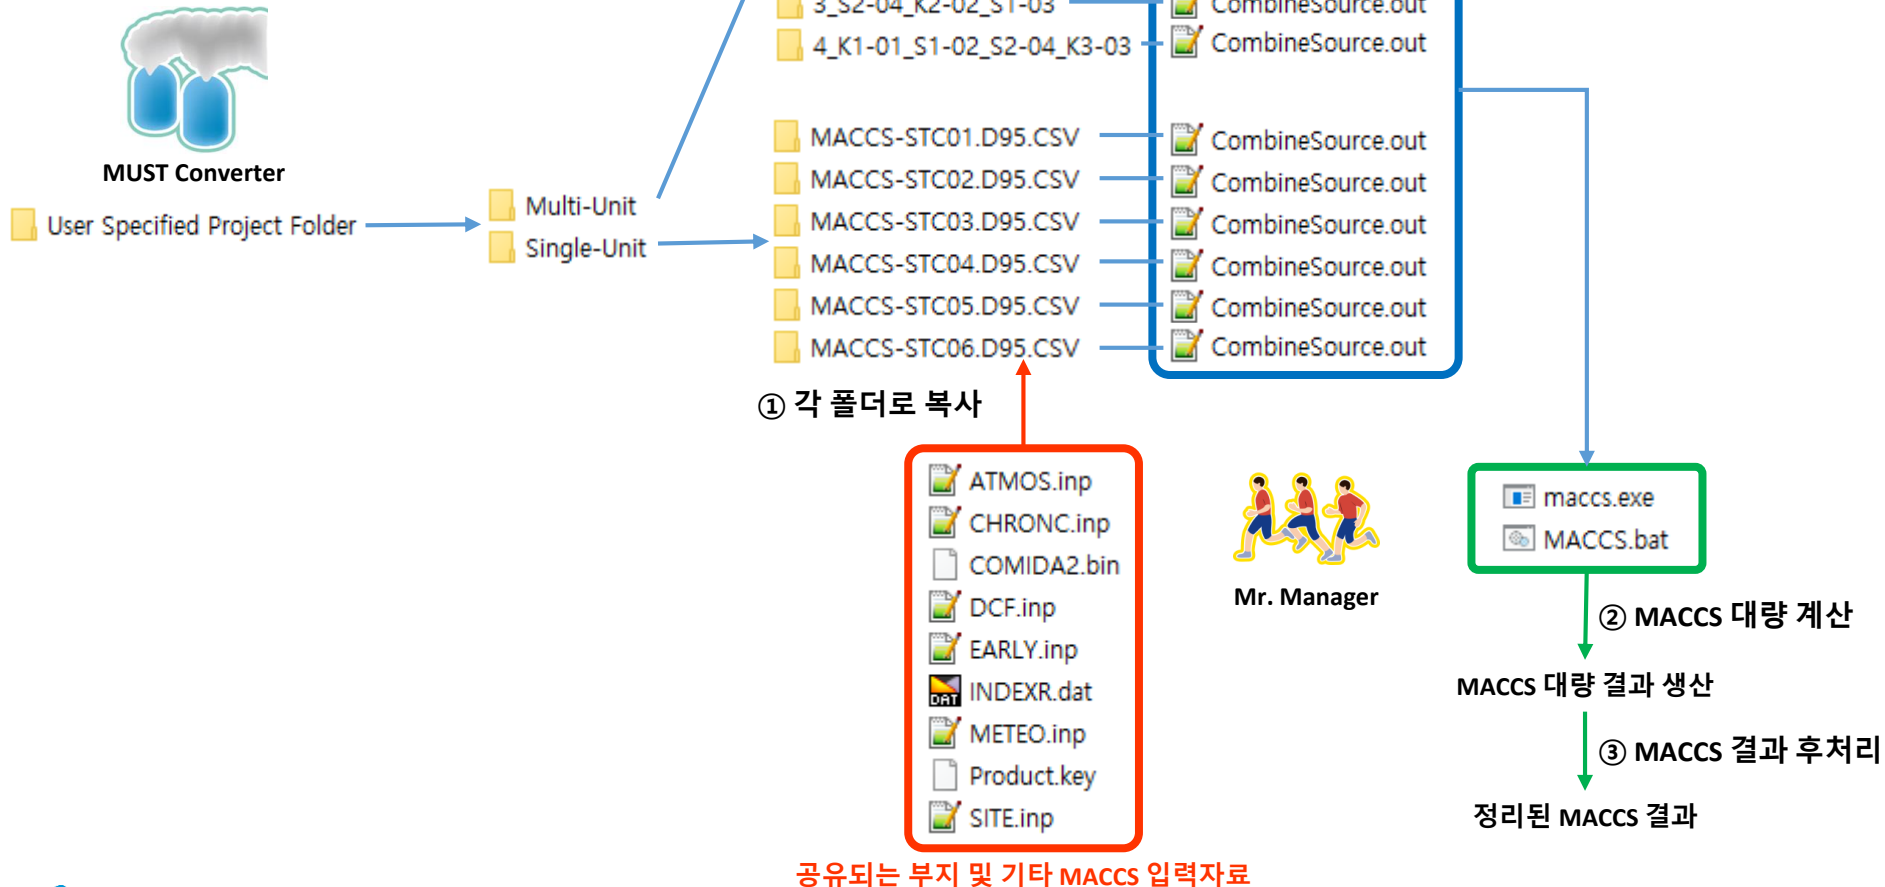 3_S2-04_K2-02_S1-03
CombineSource.out
4_K1-01_S1-02_S2-04_K3-03
CombineSource.out
MUST Converter
User Specified Project Folder
Multi-Unit
Single-Unit
MACCS-STC01.D95.CSV
CombineSource.out
MACCS-STC02.D95.CSV
CombineSource.out
MACCS-STC03.D95.CSV
CombineSource.out
MACCS-STC04.D95.CSV
CombineSource.out
MACCS-STC05.D95.CSV
CombineSource.out
MACCS-STC06.D95.CSV
CombineSource.out
① 각 폴더로 복사
ATMOS.inp
CHRONC.inp
COMIDA2.bin
DCF.inp
EARLY.inp
DAT
INDEXR.dat
METEO.inp
Product.key
SITE.inp
공유되는 부지 및 기타 MACCS 입력자료
Mr. Manager
maccs.exe
MACCS.bat
② MACCS 대량 계산
MACCS 대량 결과 생산
③ MACCS 결과 후처리
정리된 MACCS 결과